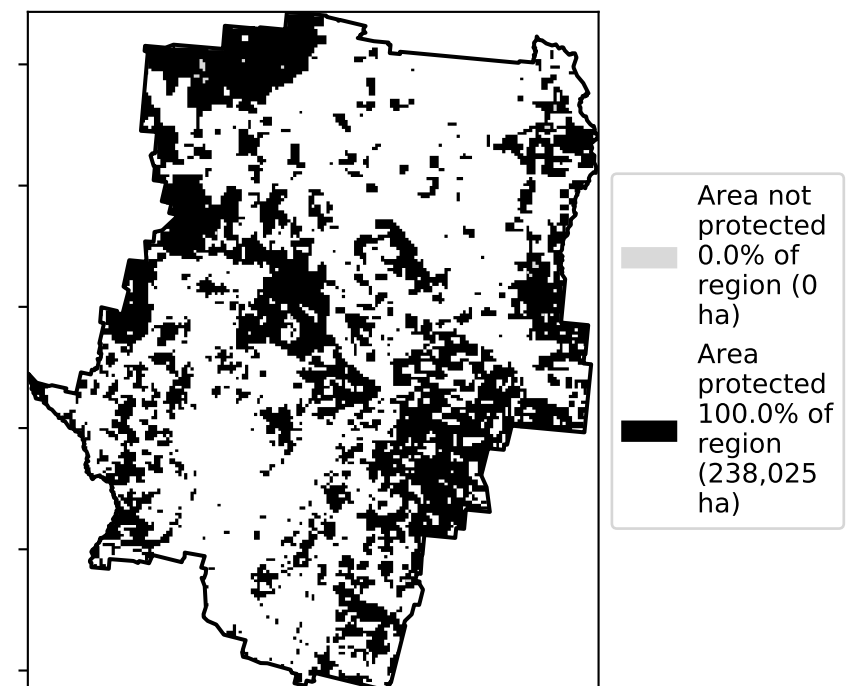 Area not
protected
0.0% of
region (0
ha)
Area
protected
100.0% of
region
(238,025
ha)